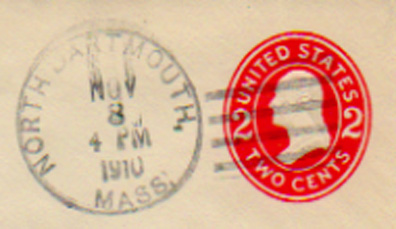 NORTH DARTMOUTH,
NOV
8
4 PM
1910
MASS.
UNITED STATES
2 2
TWO CENTS